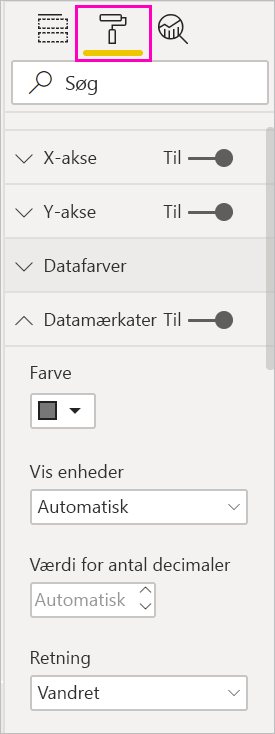 Søg
X-akse Til
Y-akse Til
Datafarver
Datamærkater Til
Farve
Vis enheder
Automatisk
Værdi for antal decimaler
Automatisk
Retning
Vandret